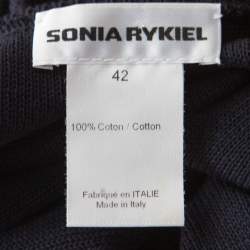 SONIA RYKIEL
42
100% Coton / Cotton
Fabriqué en ITALIE
Made in Italy